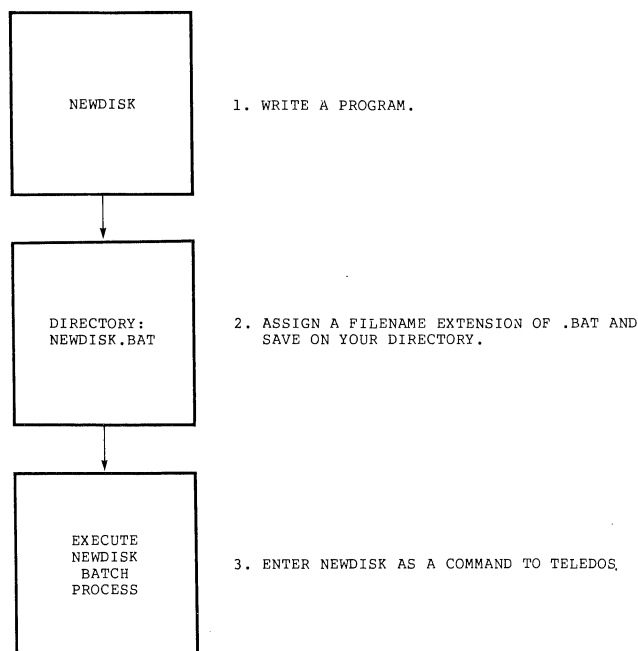 NEWDISK
1. WRITE A PROGRAM.
DIRECTORY:
NEWDISK.BAT
2. ASSIGN A FILENAME EXTENSION OF .BAT AND
SAVE ON YOUR DIRECTORY.
EXECUTE
NEWDISK
BATCH
PROCESS
3. ENTER NEWDISK AS A COMMAND TO TELEDOS.